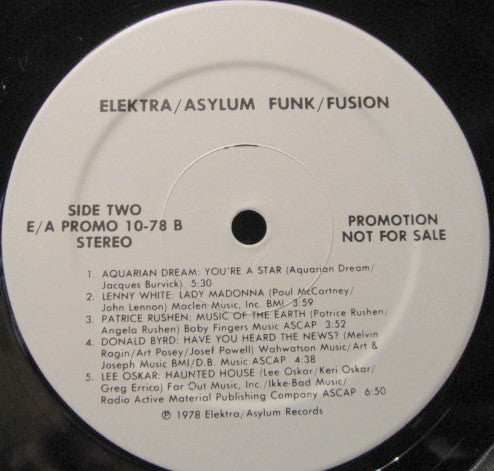 ELEKTRA/ASYLUM FUNK/FUSION
SIDE TWO
E/A PROMO 10-78 B
STEREO
PROMOTION
NOT FOR SALE
1. AQUARIAN DREAM: YOU'RE A STAR (Aquarian Dream/
Jacques Burvick) 5:30
2. LENNY WHITE: LADY MADONNA (Paul McCartney/
John Lennon) Maclen Music, Inc. BMI 3:59
3. PATRICE RUSHEN: MUSIC OF THE EARTH (Patrice Rushen/
Angela Rushen) Baby Fingers Music ASCAP 3:52
4. DONALD BYRD: HAVE YOU HEARD THE NEWS? (Melvin
Ragin/Art Posey/Josef Powell) Wahwatson Music/Art &
Joseph Music BMI/D.B. Music ASCAP 4:38
5. LEE OSKAR: HAUNTED HOUSE (Lee Oskar/Keri Oskar/
Greg Errico) Far Out Music, Inc./Ikke-Bad Music/
Radio Active Material Publishing Company ASCAP 6:50
℗ 1978 Elektra/Asylum Records